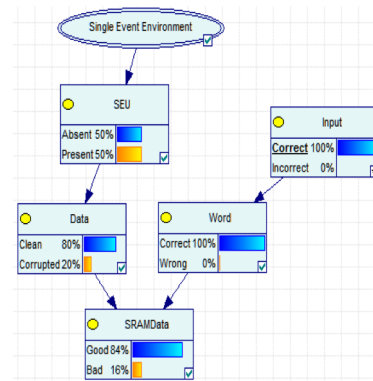 Single Event Environment
SEU
Absent 50%
Present 50%
Input
Correct 100%
Incorrect 0%
Data
Clean 80%
Corrupted 20%
Word
Correct 100%
Wrong 0%
SRAMData
Good 84%
Bad 16%